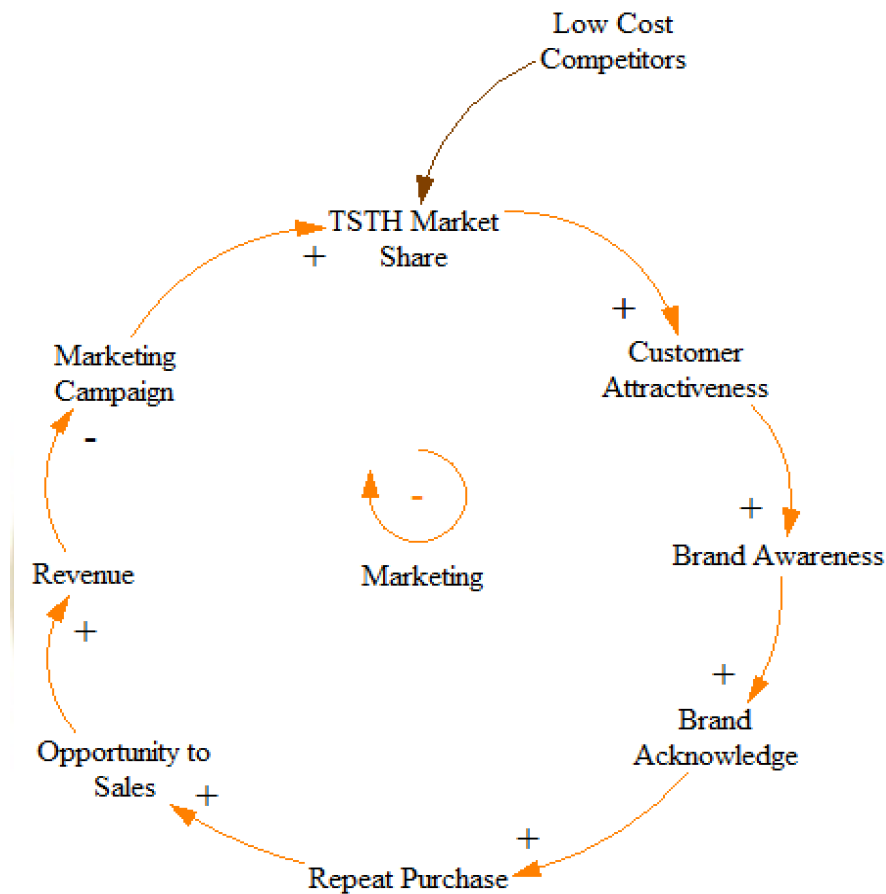 Low Cost
Competitors
TSTH Market
Share
+
+
Customer
Attractiveness
Marketing
Campaign
-
-
+
Brand Awareness
Revenue
Marketing
+
+
Brand
Acknowledge
Opportunity to
Sales
+
+
Repeat Purchase